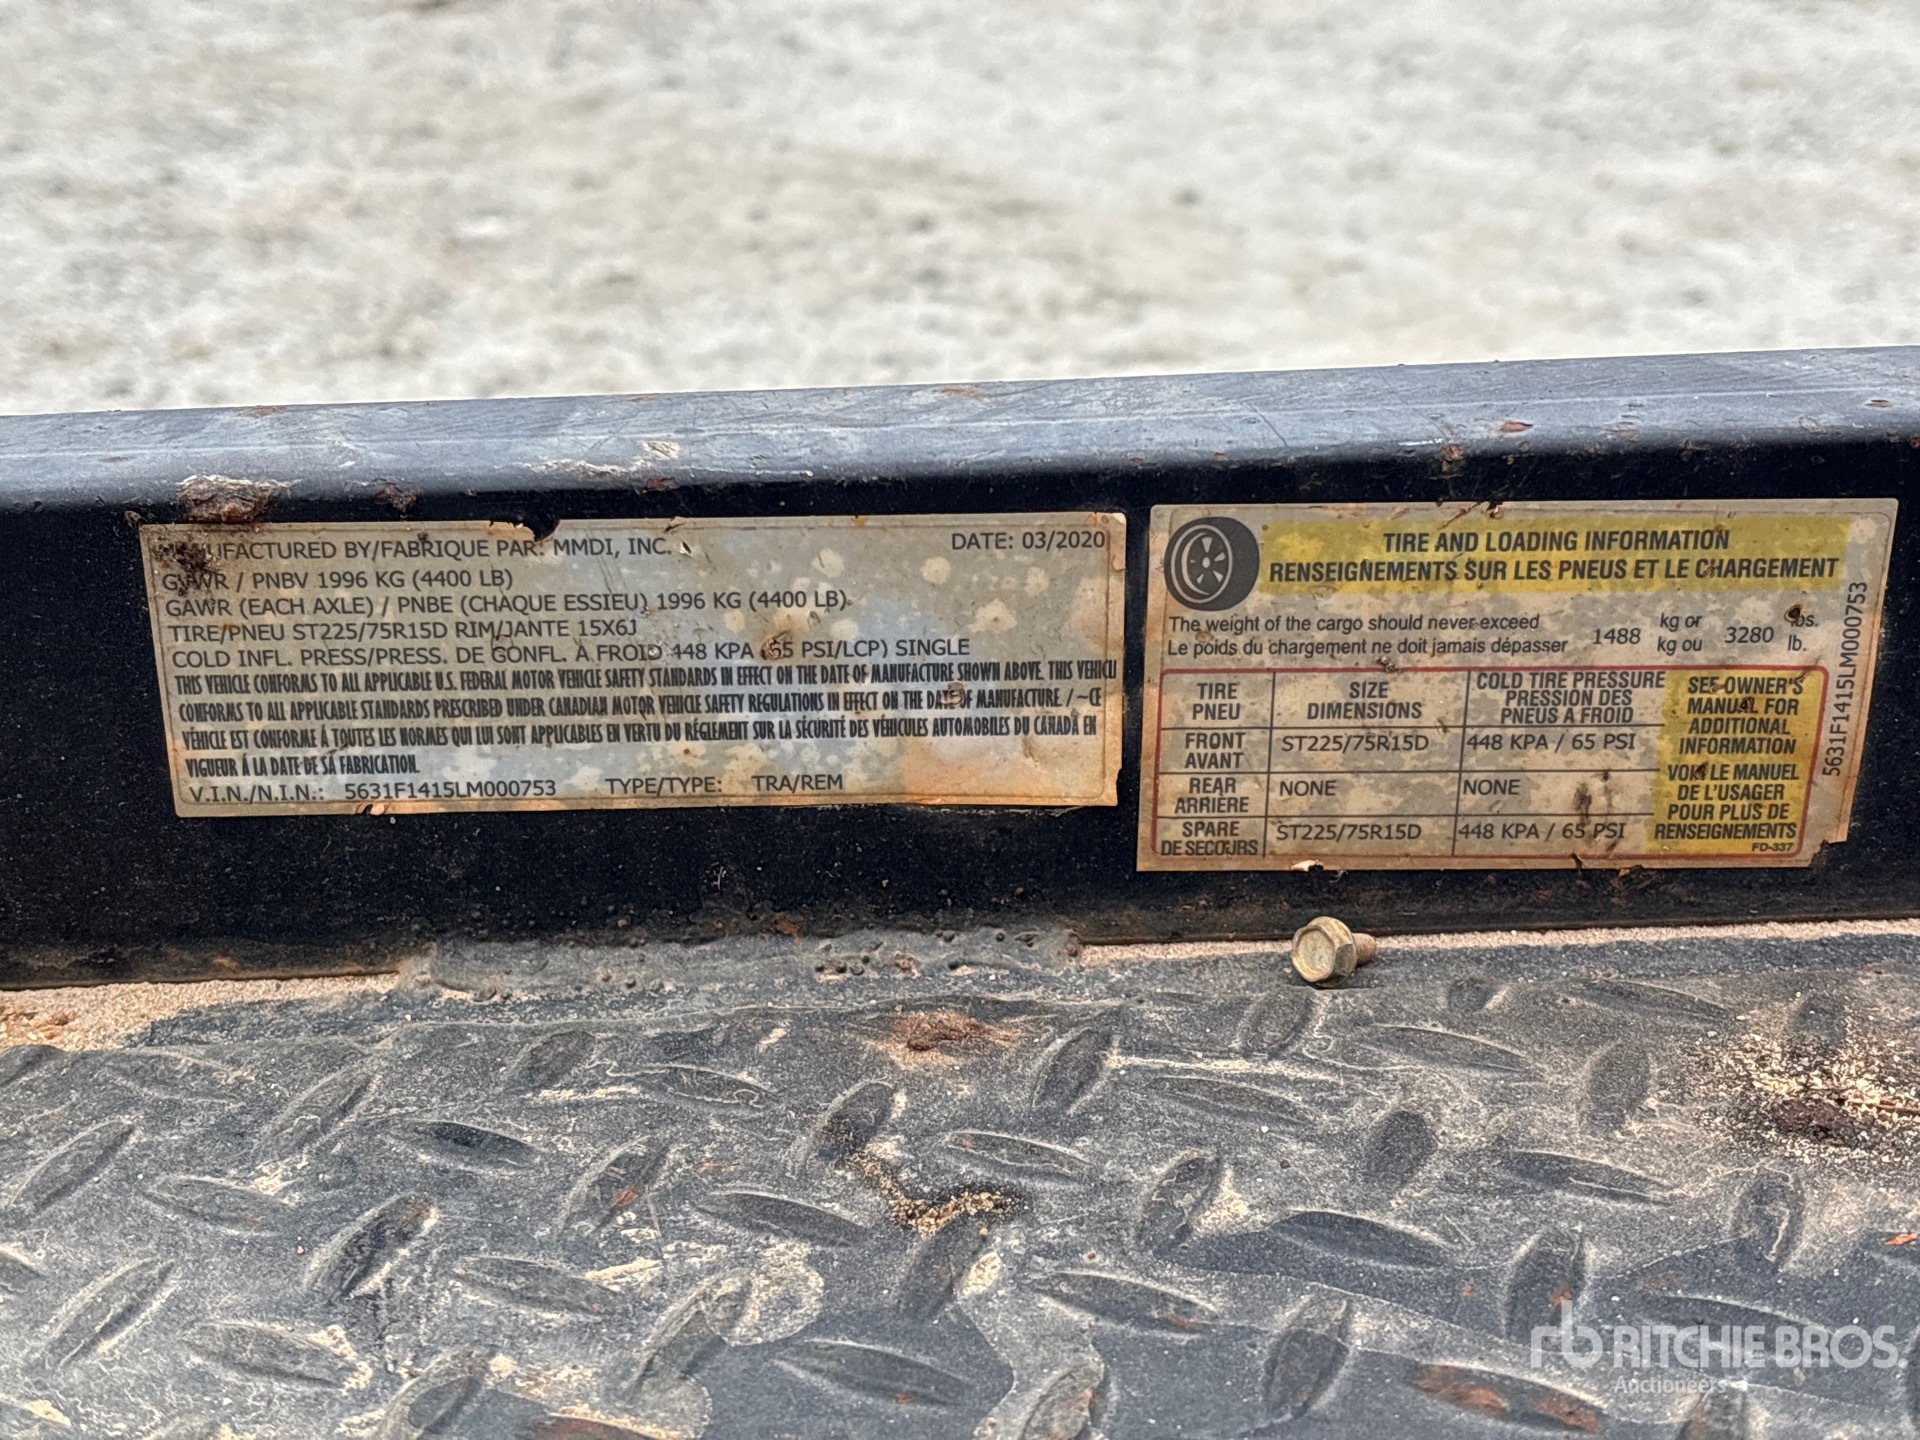 MANUFACTURED BY/FABRIQUE PAR: MMDI, INC. DATE: 03/2020
GVWR / PNBV 1996 KG (4400 LB)
GAWR (EACH AXLE) / PNBE (CHAQUE ESSIEU) 1996 KG (4400 LB)
TIRE/PNEU ST225/75R15D RIM/JANTE 15X6J
COLD INFL. PRESS/PRESS. DE GONFL. À FROID 448 KPA (65 PSI/LCP) SINGLE
THIS VEHICLE CONFORMS TO ALL APPLICABLE U.S. FEDERAL MOTOR VEHICLE SAFETY STANDARDS IN EFFECT ON THE DATE OF MANUFACTURE SHOWN ABOVE. THIS VEHICLE
CONFORMS TO ALL APPLICABLE STANDARDS PRESCRIBED UNDER CANADIAN MOTOR VEHICLE SAFETY REGULATIONS IN EFFECT ON THE DATE OF MANUFACTURE / ~CE
VÉHICLE EST CONFORME Á TOUTES LES NORMES QUI LUI SONT APPLICABLES EN VERTU DU RÉGLEMENT SUR LA SÉCURITÉ DES VÉHICULES AUTOMOBILES DU CANADA EN
VIGUEUR Á LA DATE DE SA FABRICATION.
V.I.N./N.I.N.: 5631F1415LM000753 TYPE/TYPE: TRA/REM
TIRE AND LOADING INFORMATION
RENSEIGNEMENTS SUR LES PNEUS ET LE CHARGEMENT
The weight of the cargo should never exceed 1488 kg or 3280 lbs.
Le poids du chargement ne doit jamais dépasser kg ou lb.
TIRE SIZE COLD TIRE PRESSURE
PNEU DIMENSIONS PRESSION DES
PNEUS A FROID
FRONT ST225/75R15D 448 KPA / 65 PSI
AVANT
REAR NONE NONE
ARRIÈRE
SPARE ST225/75R15D 448 KPA / 65 PSI
DE SECOURS
SEE OWNER'S
MANUAL FOR
ADDITIONAL
INFORMATION
VOIR LE MANUEL
DE L'USAGER
POUR PLUS DE
RENSEIGNEMENTS
FD-337
5631F1415LM000753
rb RITCHIE BROS.
Auctioneers